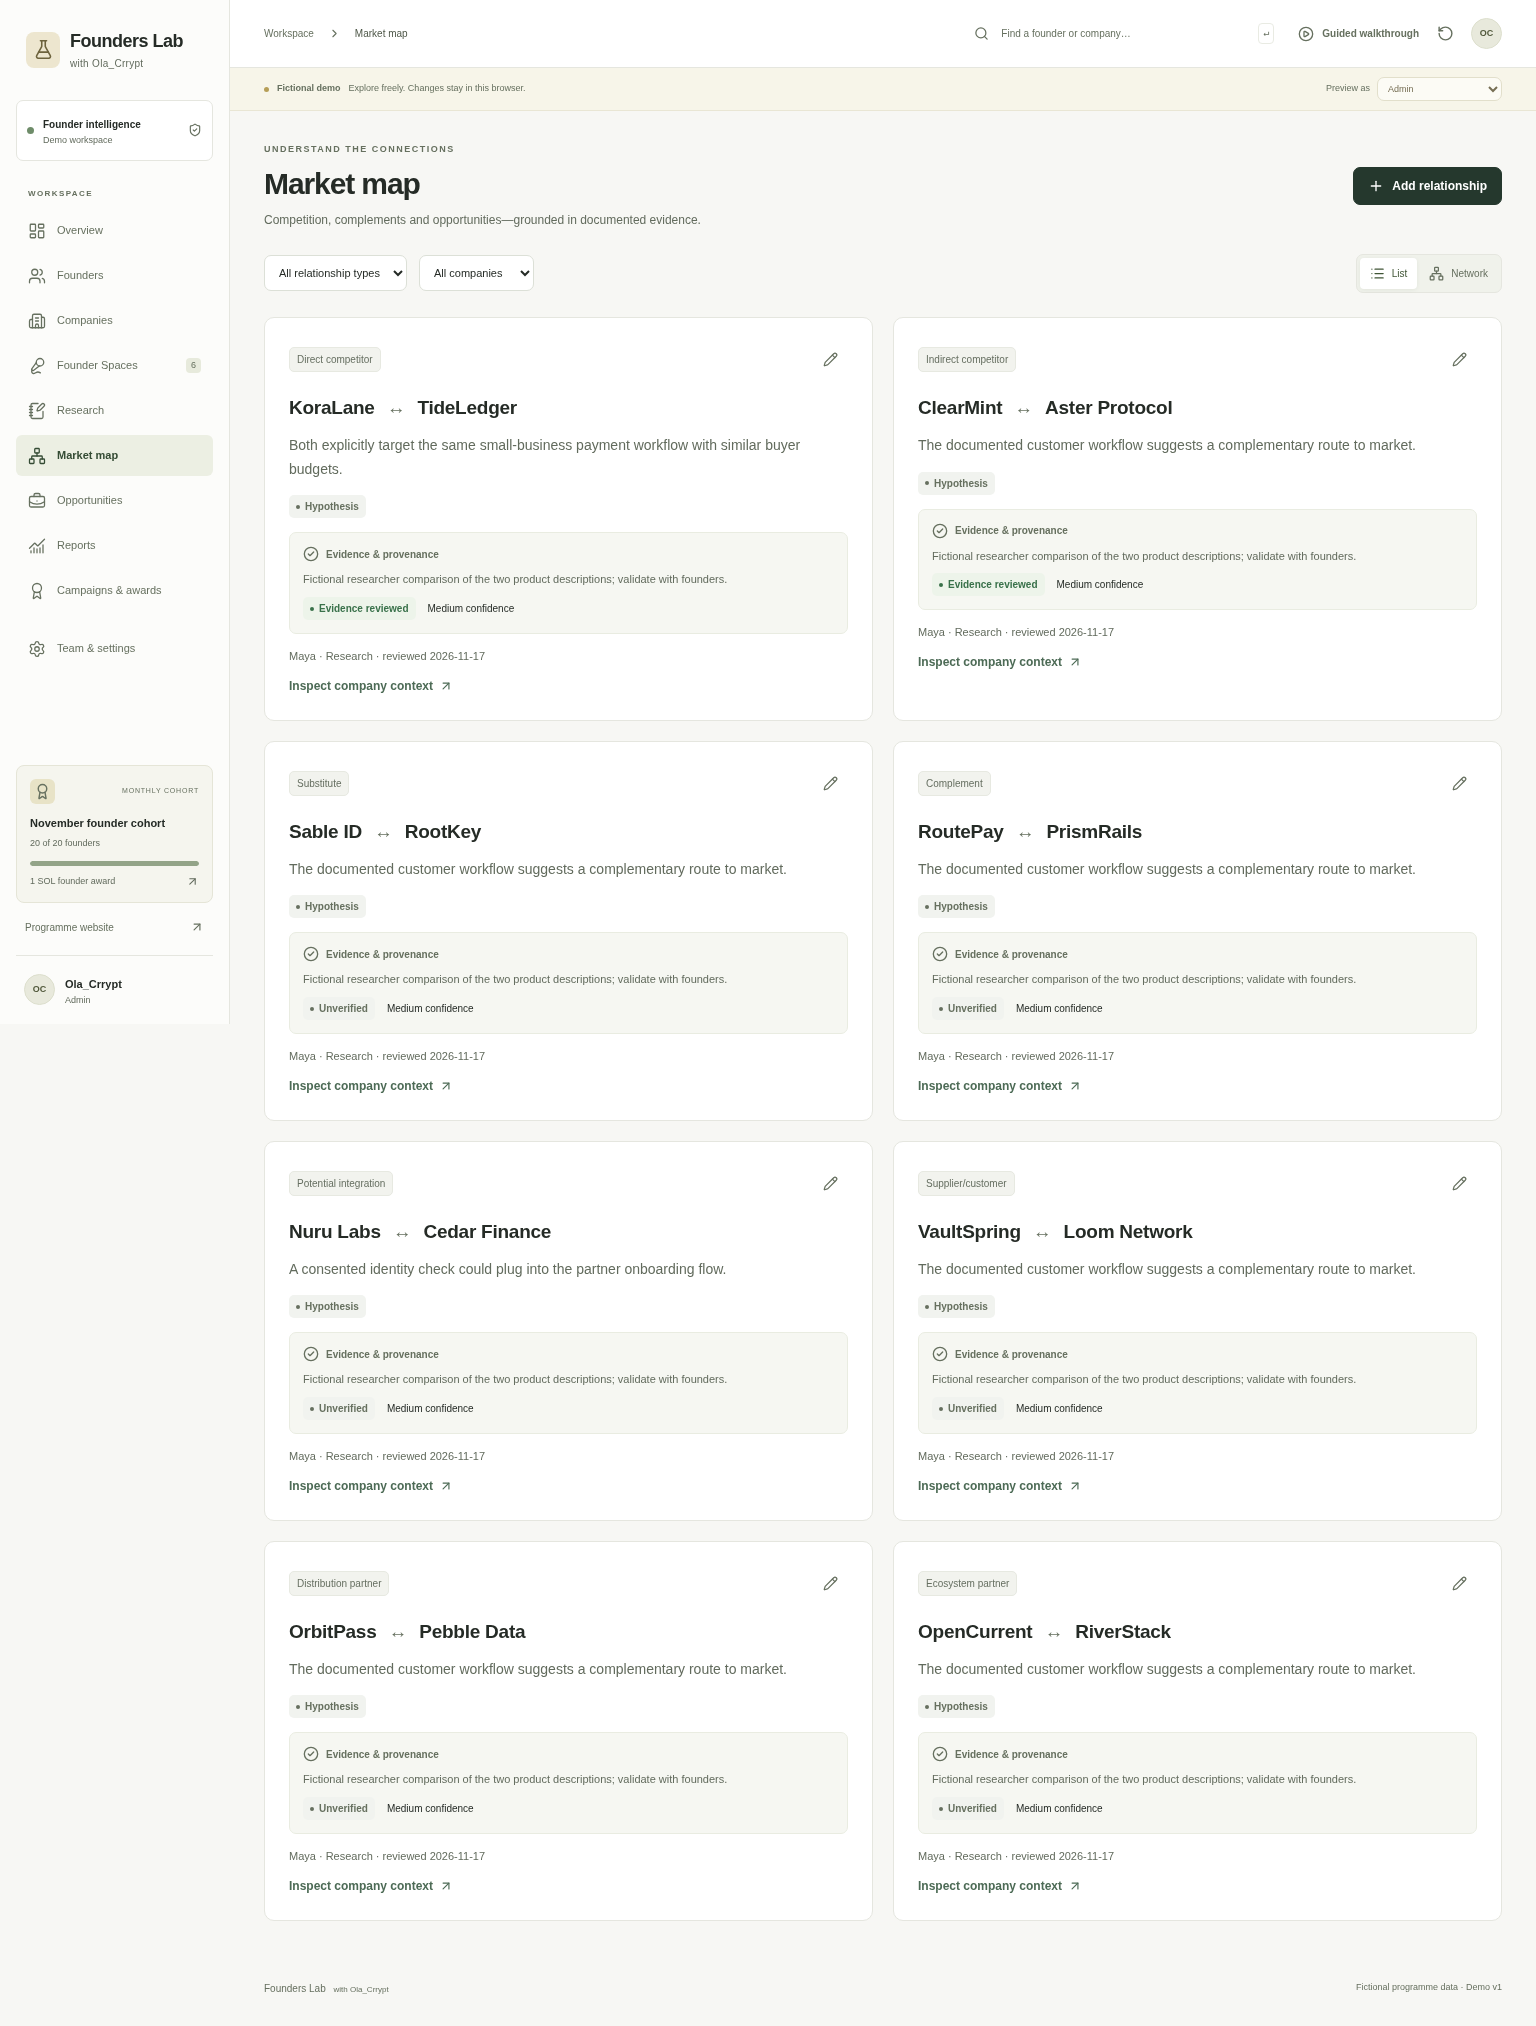 Founders Lab
with Ola_Crrypt
Founder intelligence
Demo workspace
WORKSPACE
Overview
Founders
Companies
Founder Spaces 6
Research
Market map
Opportunities
Reports
Campaigns & awards
Team & settings
MONTHLY COHORT
November founder cohort
20 of 20 founders
1 SOL founder award
Programme website
OC
Ola_Crrypt
Admin
Workspace Market map
Find a founder or company…
Guided walkthrough
OC
Fictional demo Explore freely. Changes stay in this browser.
Preview as Admin
UNDERSTAND THE CONNECTIONS
Market map
Add relationship
Competition, complements and opportunities—grounded in documented evidence.
All relationship types All companies
List Network
Direct competitor
KoraLane ↔ TideLedger
Both explicitly target the same small-business payment workflow with similar buyer
budgets.
Hypothesis
Evidence & provenance
Fictional researcher comparison of the two product descriptions; validate with founders.
Evidence reviewed Medium confidence
Maya · Research · reviewed 2026-11-17
Inspect company context
Indirect competitor
ClearMint ↔ Aster Protocol
The documented customer workflow suggests a complementary route to market.
Hypothesis
Evidence & provenance
Fictional researcher comparison of the two product descriptions; validate with founders.
Evidence reviewed Medium confidence
Maya · Research · reviewed 2026-11-17
Inspect company context
Substitute
Sable ID ↔ RootKey
The documented customer workflow suggests a complementary route to market.
Hypothesis
Evidence & provenance
Fictional researcher comparison of the two product descriptions; validate with founders.
Unverified Medium confidence
Maya · Research · reviewed 2026-11-17
Inspect company context
Complement
RoutePay ↔ PrismRails
The documented customer workflow suggests a complementary route to market.
Hypothesis
Evidence & provenance
Fictional researcher comparison of the two product descriptions; validate with founders.
Unverified Medium confidence
Maya · Research · reviewed 2026-11-17
Inspect company context
Potential integration
Nuru Labs ↔ Cedar Finance
A consented identity check could plug into the partner onboarding flow.
Hypothesis
Evidence & provenance
Fictional researcher comparison of the two product descriptions; validate with founders.
Unverified Medium confidence
Maya · Research · reviewed 2026-11-17
Inspect company context
Supplier/customer
VaultSpring ↔ Loom Network
The documented customer workflow suggests a complementary route to market.
Hypothesis
Evidence & provenance
Fictional researcher comparison of the two product descriptions; validate with founders.
Unverified Medium confidence
Maya · Research · reviewed 2026-11-17
Inspect company context
Distribution partner
OrbitPass ↔ Pebble Data
The documented customer workflow suggests a complementary route to market.
Hypothesis
Evidence & provenance
Fictional researcher comparison of the two product descriptions; validate with founders.
Unverified Medium confidence
Maya · Research · reviewed 2026-11-17
Inspect company context
Ecosystem partner
OpenCurrent ↔ RiverStack
The documented customer workflow suggests a complementary route to market.
Hypothesis
Evidence & provenance
Fictional researcher comparison of the two product descriptions; validate with founders.
Unverified Medium confidence
Maya · Research · reviewed 2026-11-17
Inspect company context
Founders Lab with Ola_Crrypt
Fictional programme data · Demo v1